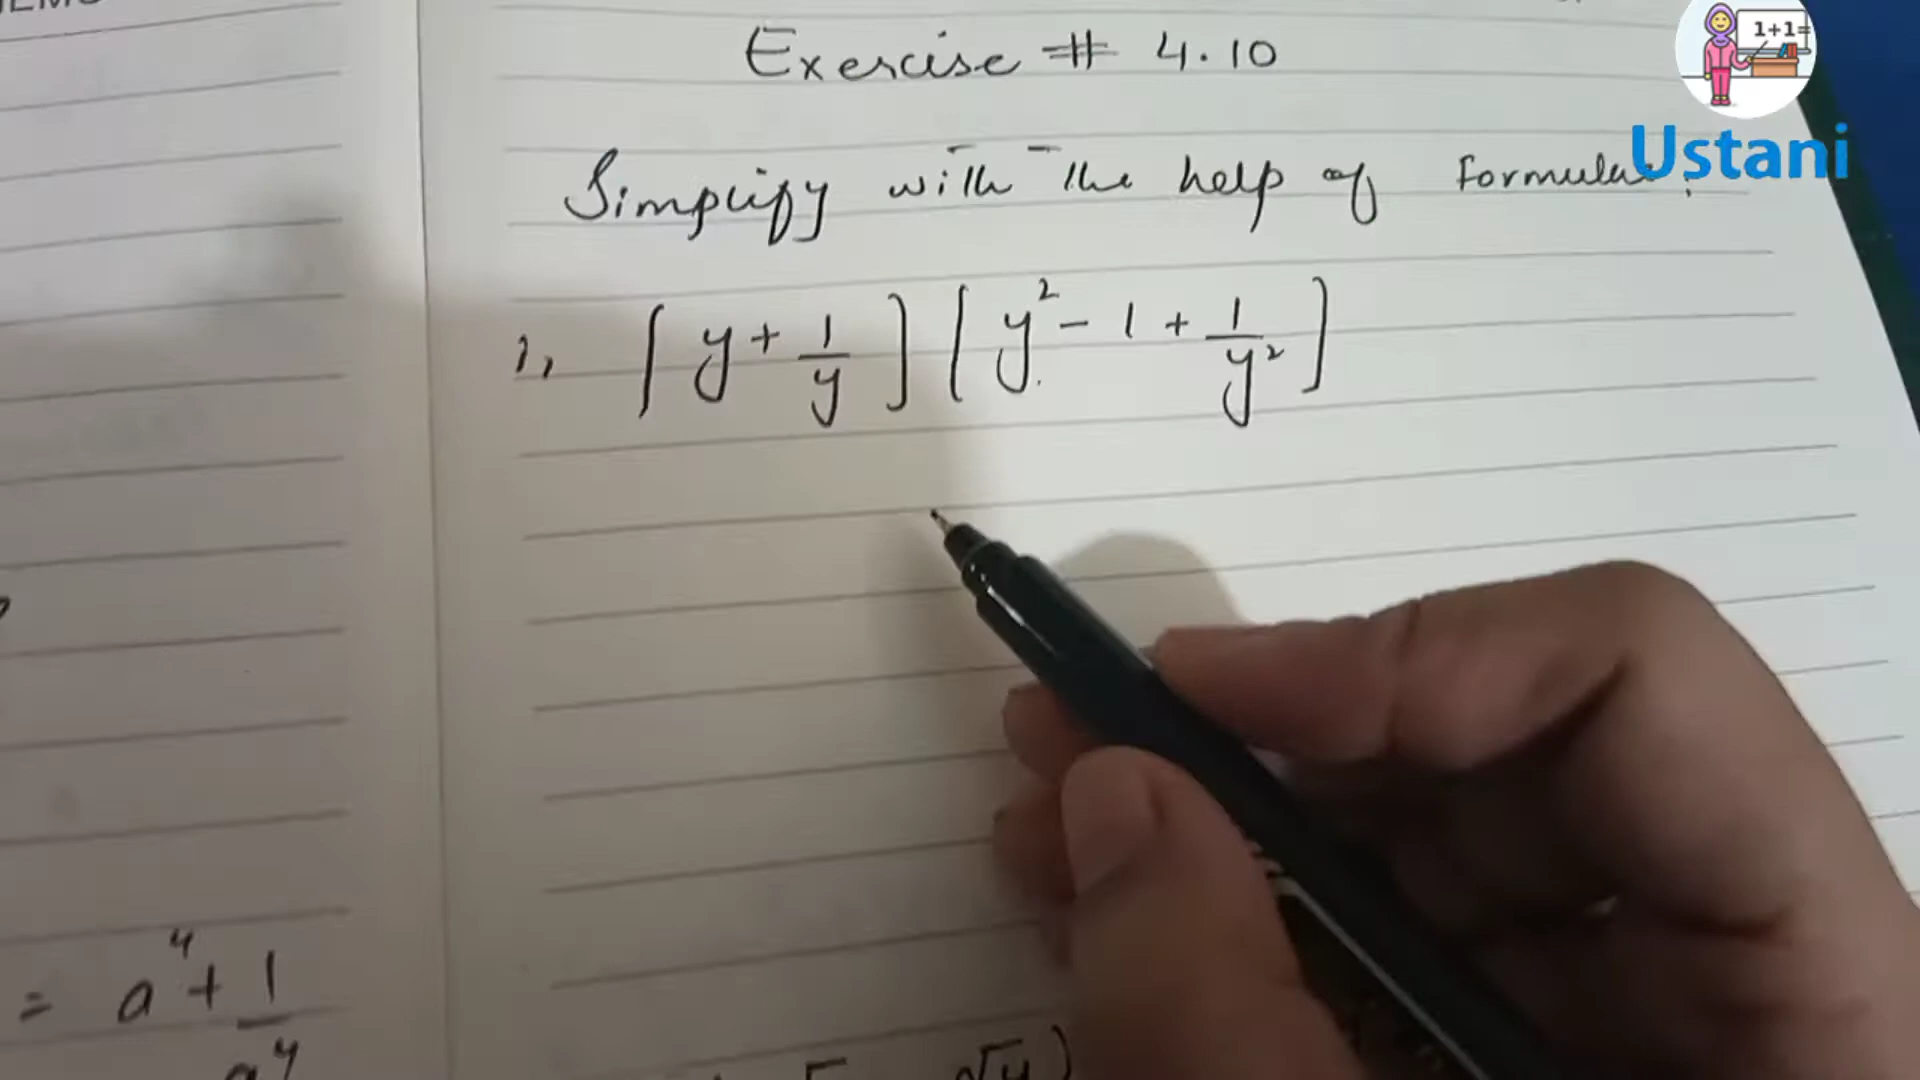 Exercise # 4.10
1+1=
Ustani
Simplify with the help of formula:
1, [y + 1/y] [y² - 1 + 1/y²]
= a⁴ + 1/a⁴
√y)